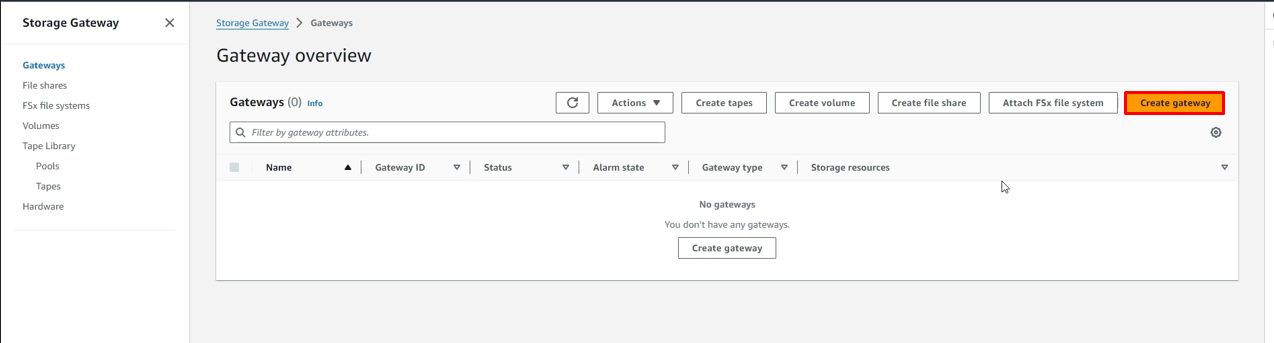 Storage Gateway
Gateways
File shares
FSx file systems
Volumes
Tape Library
Pools
Tapes
Hardware
Storage Gateway > Gateways
Gateway overview
Gateways (0) Info
Actions Create tapes Create volume Create file share Attach FSx file system Create gateway
Filter by gateway attributes.
Name Gateway ID Status Alarm state Gateway type Storage resources
No gateways
You don't have any gateways.
Create gateway